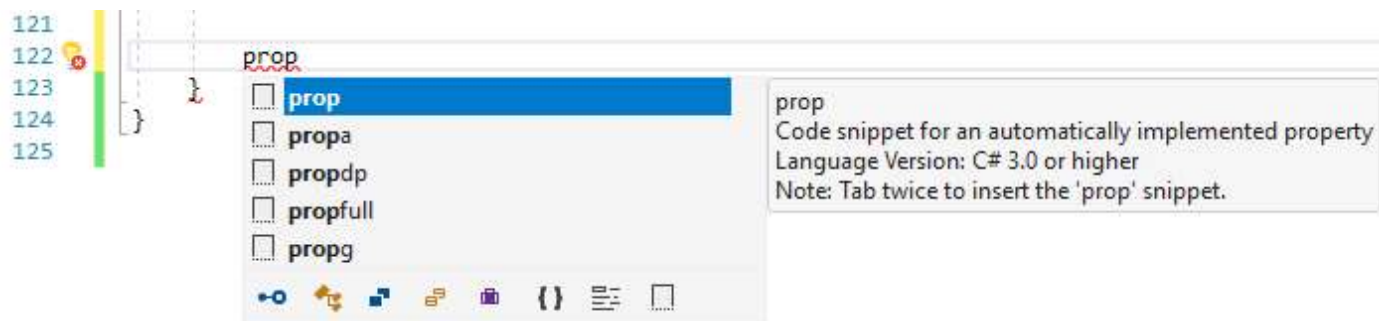 121
122 prop
123 }
124 }
125
prop
propa
propdp
propfull
propg
{}
prop
Code snippet for an automatically implemented property
Language Version: C# 3.0 or higher
Note: Tab twice to insert the 'prop' snippet.